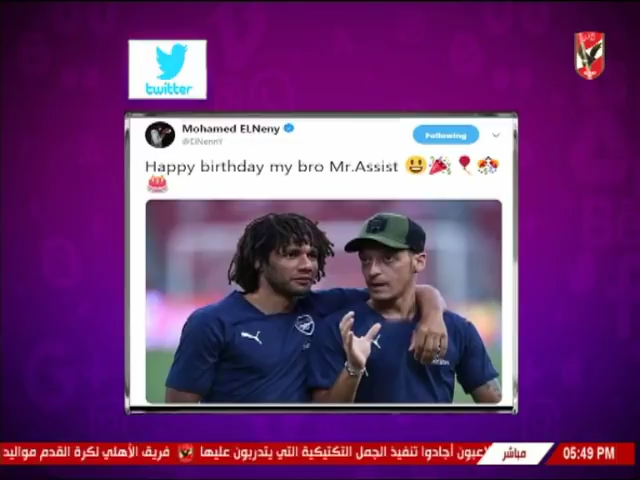 twitter
Mohamed ELNeny
@ElNennY
Following
Happy birthday my bro Mr.Assist
05:49 PM
مباشر
لاعبون أجادوا تنفيذ الجمل التكتيكية التي يتدربون عليها
فريق الأهلي لكرة القدم مواليد